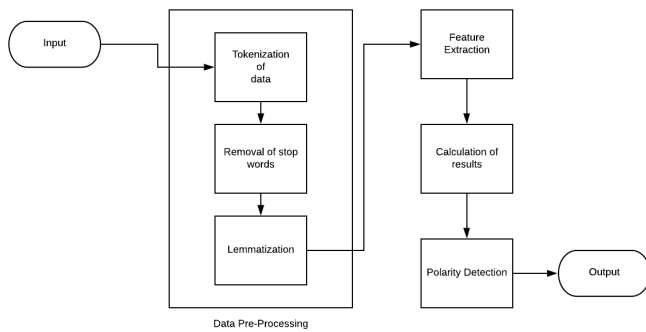 Input
Tokenization
of
data
Removal of stop
words
Lemmatization
Data Pre-Processing
Feature
Extraction
Calculation of
results
Polarity Detection
Output